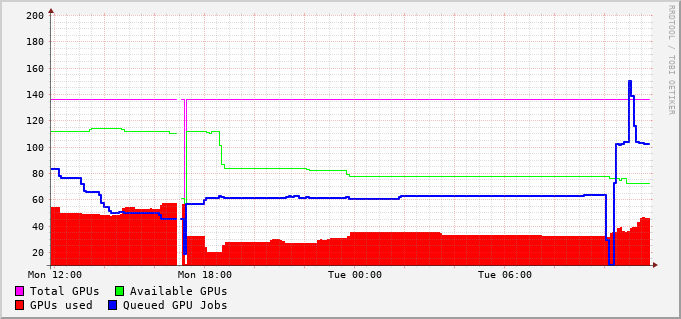 200
180
160
140
120
100
80
60
40
20
Mon 12:00 Mon 18:00 Tue 00:00 Tue 06:00
Total GPUs Available GPUs
GPUs used Queued GPU Jobs
RRDTOOL / TOBI OETIKER